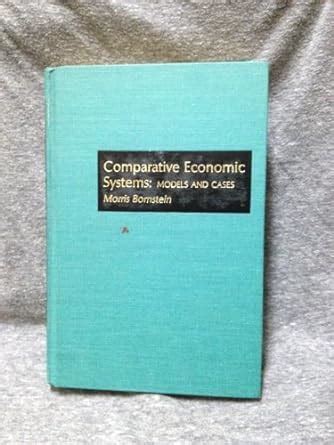 Comparative Economic
Systems: MODELS AND CASES
Morris Bornstein